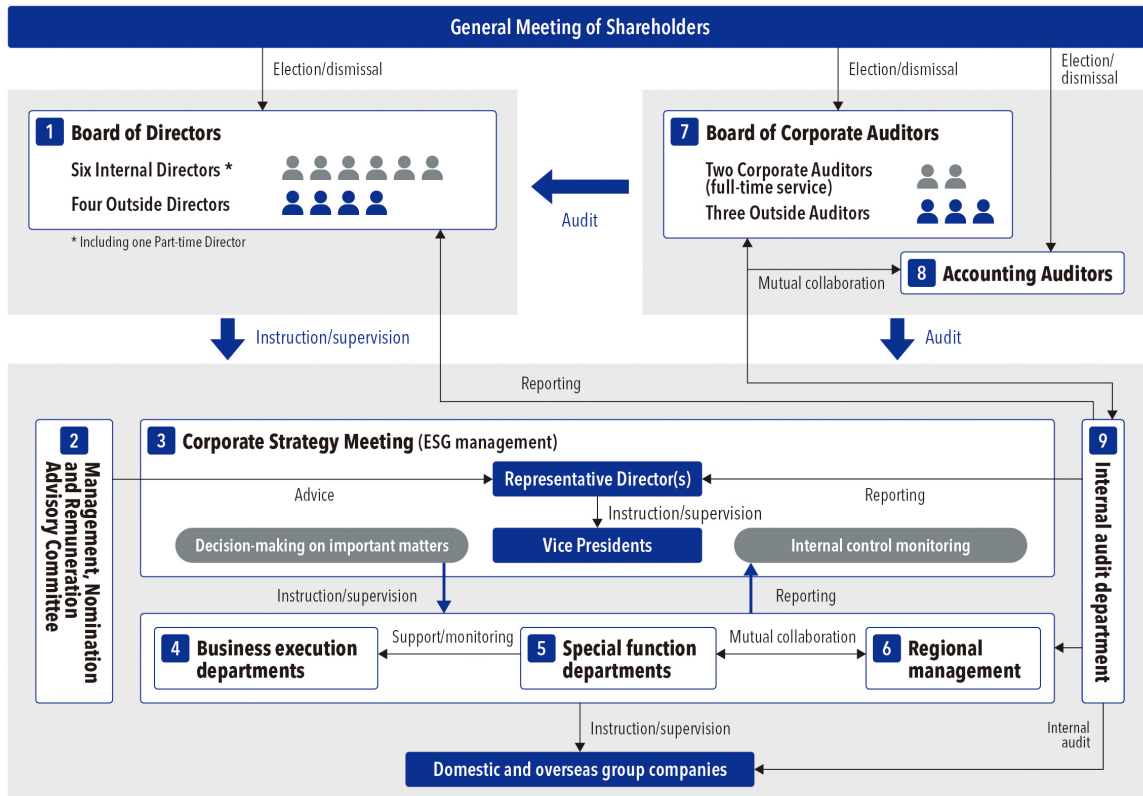 General Meeting of Shareholders
Election/dismissal
Election/dismissal
Election/
dismissal
1 Board of Directors
Six Internal Directors *
Four Outside Directors
* Including one Part-time Director
Audit
7 Board of Corporate Auditors
Two Corporate Auditors
(full-time service)
Three Outside Auditors
Mutual collaboration
8 Accounting Auditors
Instruction/supervision
Audit
Reporting
2
Management, Nomination
and Remuneration
Advisory Committee
3 Corporate Strategy Meeting (ESG management)
Representative Director(s)
Advice
Reporting
Instruction/supervision
Decision-making on important matters
Vice Presidents
Internal control monitoring
Instruction/supervision
Reporting
4 Business execution
departments
Support/monitoring
5 Special function
departments
Mutual collaboration
6 Regional
management
9
Internal audit department
Instruction/supervision
Internal
audit
Domestic and overseas group companies